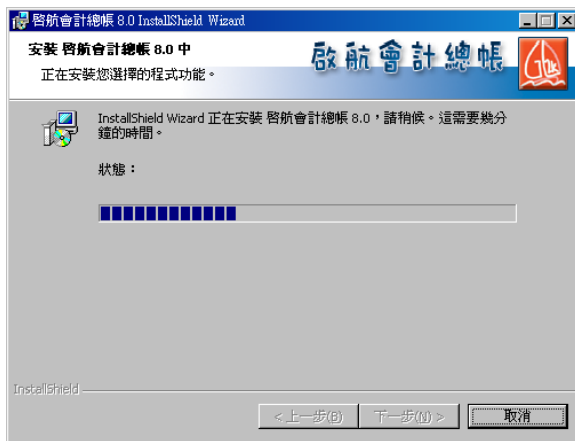 啓航會計總帳 8.0 InstallShield Wizard
安裝 啓航會計總帳 8.0 中
正在安裝您選擇的程式功能。
啟航會計總帳
Gbk
InstallShield Wizard 正在安裝 啓航會計總帳 8.0，請稍候。這需要幾分
鐘的時間。
狀態：
InstallShield
<上一步(B)
下一步(N) >
取消